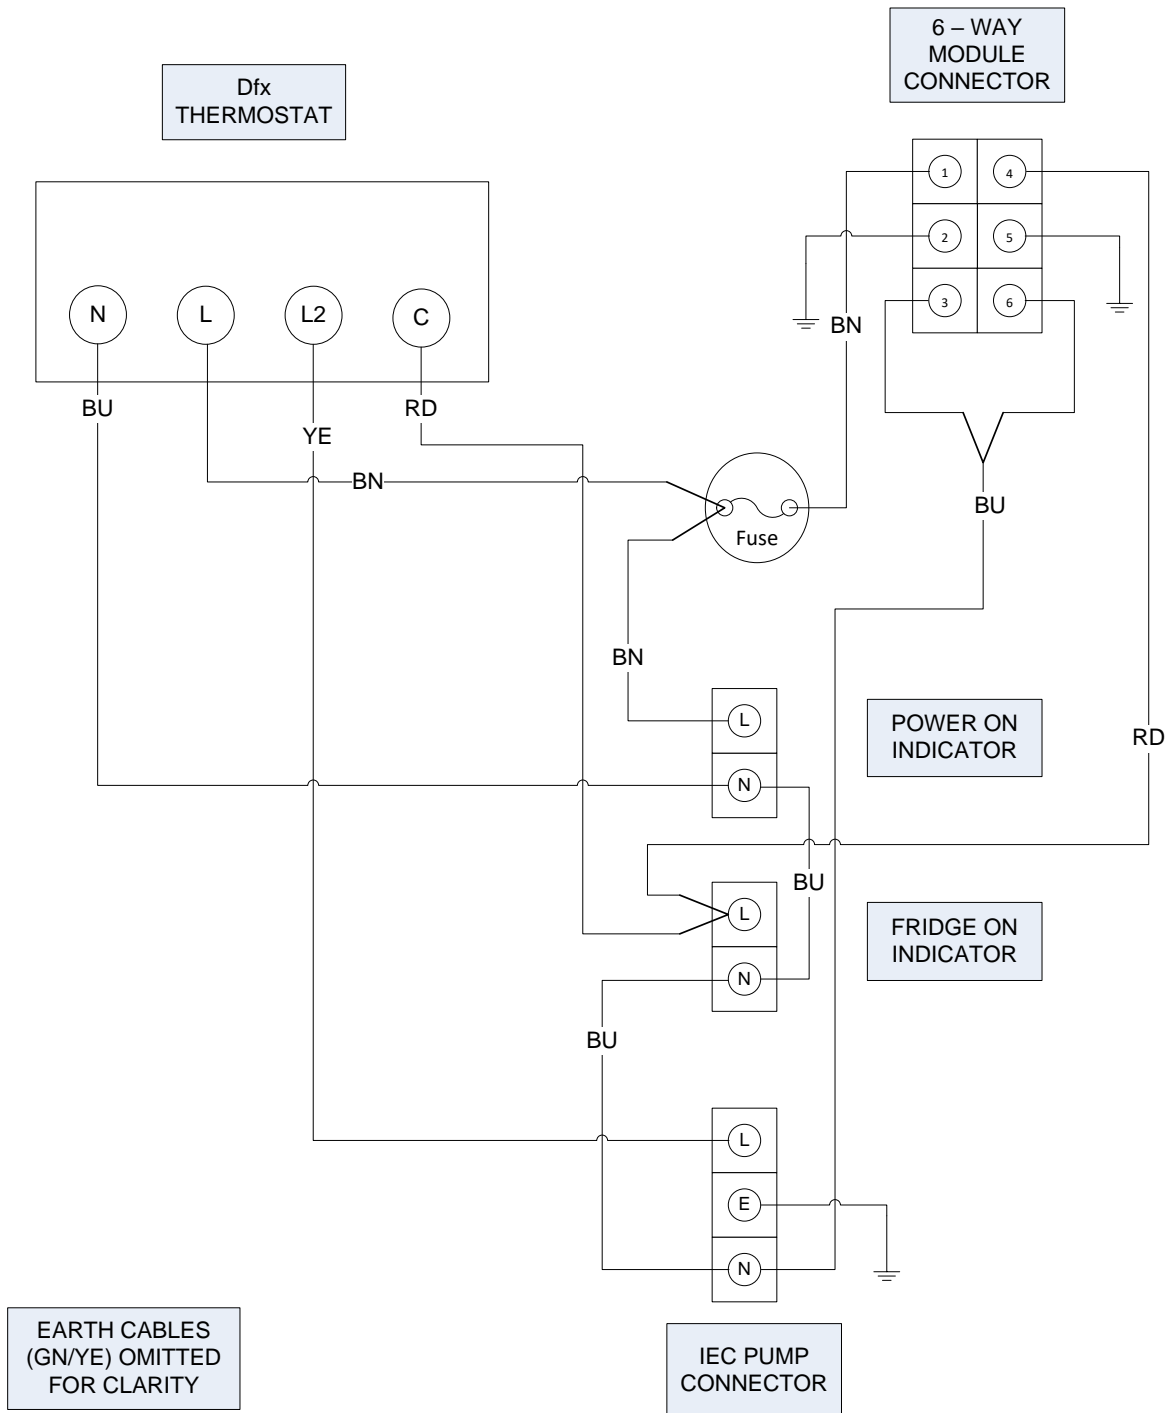 6 – WAY
MODULE
CONNECTOR
Dfx
THERMOSTAT
1
4
2
5
3
6
N
L
L2
C
BN
BU
RD
YE
BN
BU
Fuse
BN
L
POWER ON
INDICATOR
RD
N
BU
L
FRIDGE ON
INDICATOR
N
BU
L
E
N
EARTH CABLES
(GN/YE) OMITTED
FOR CLARITY
IEC PUMP
CONNECTOR